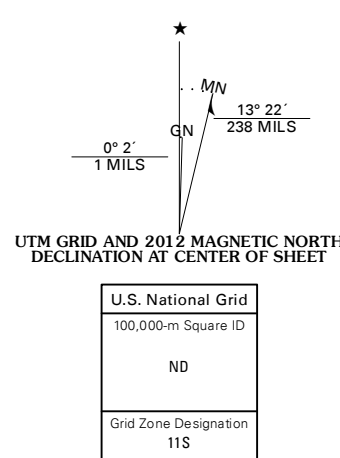 ★
MN
13° 22´
238 MILS
GN
0° 2´
1 MILS
UTM GRID AND 2012 MAGNETIC NORTH
DECLINATION AT CENTER OF SHEET
U.S. National Grid
100,000-m Square ID
ND
Grid Zone Designation
11S